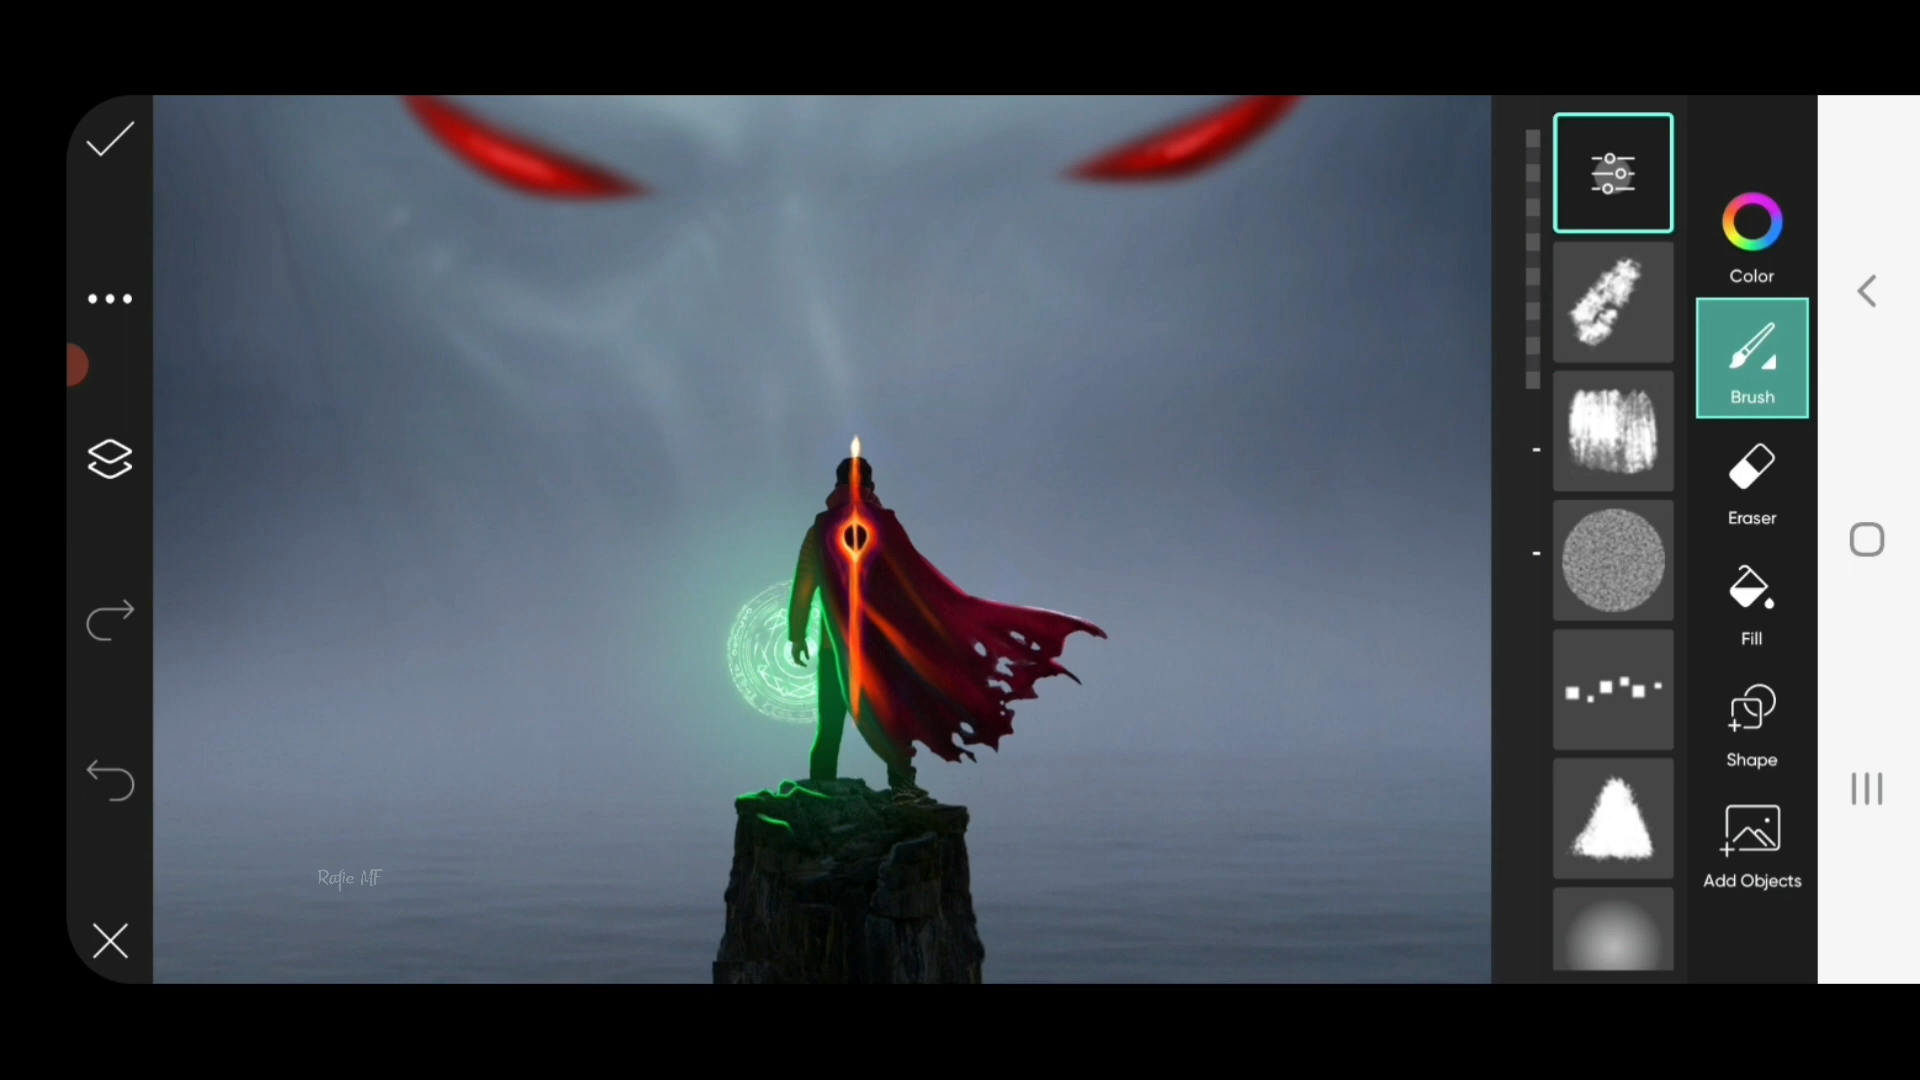 Color
Brush
Eraser
Fill
Shape
Add Objects
Rafie MF